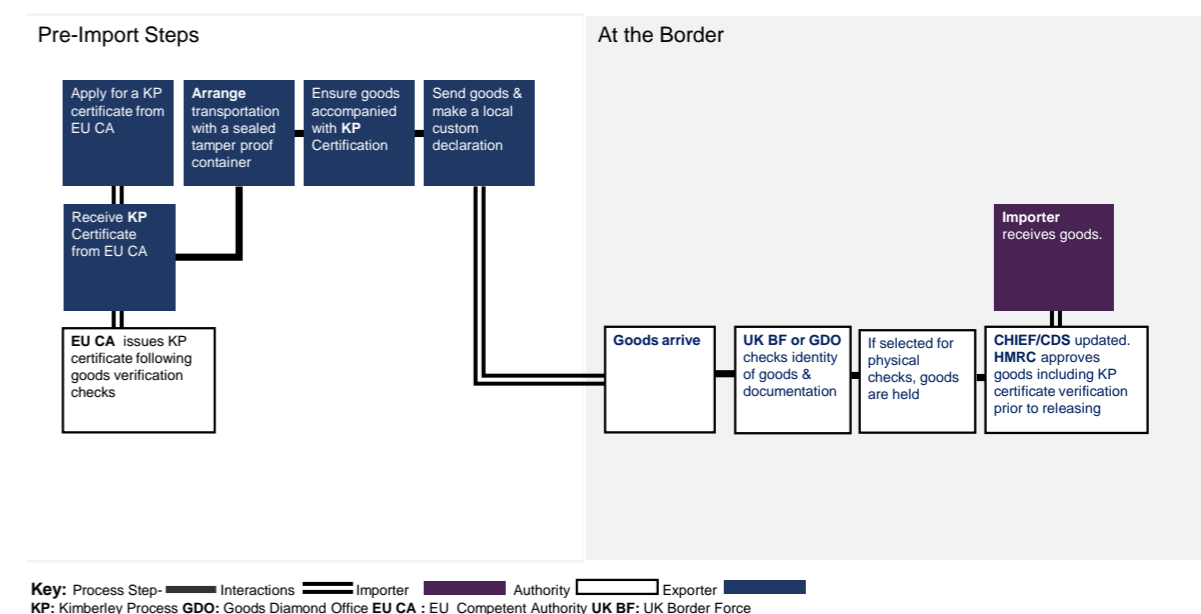 Pre-Import Steps
At the Border
Apply for a KP
certificate from
EU CA
Arrange
transportation
with a sealed
tamper proof
container
Ensure goods
accompanied
with KP
Certification
Send goods &
make a local
custom
declaration
Receive KP
Certificate
from EU CA
Importer
receives goods.
EU CA issues KP
certificate following
goods verification
checks
Goods arrive
UK BF or GDO
checks identity
of goods &
documentation
If selected for
physical
checks, goods
are held
CHIEF/CDS updated.
HMRC approves
goods including KP
certificate verification
prior to releasing
Key: Process Step- Interactions Importer Authority Exporter
KP: Kimberley Process GDO: Goods Diamond Office EU CA : EU Competent Authority UK BF: UK Border Force